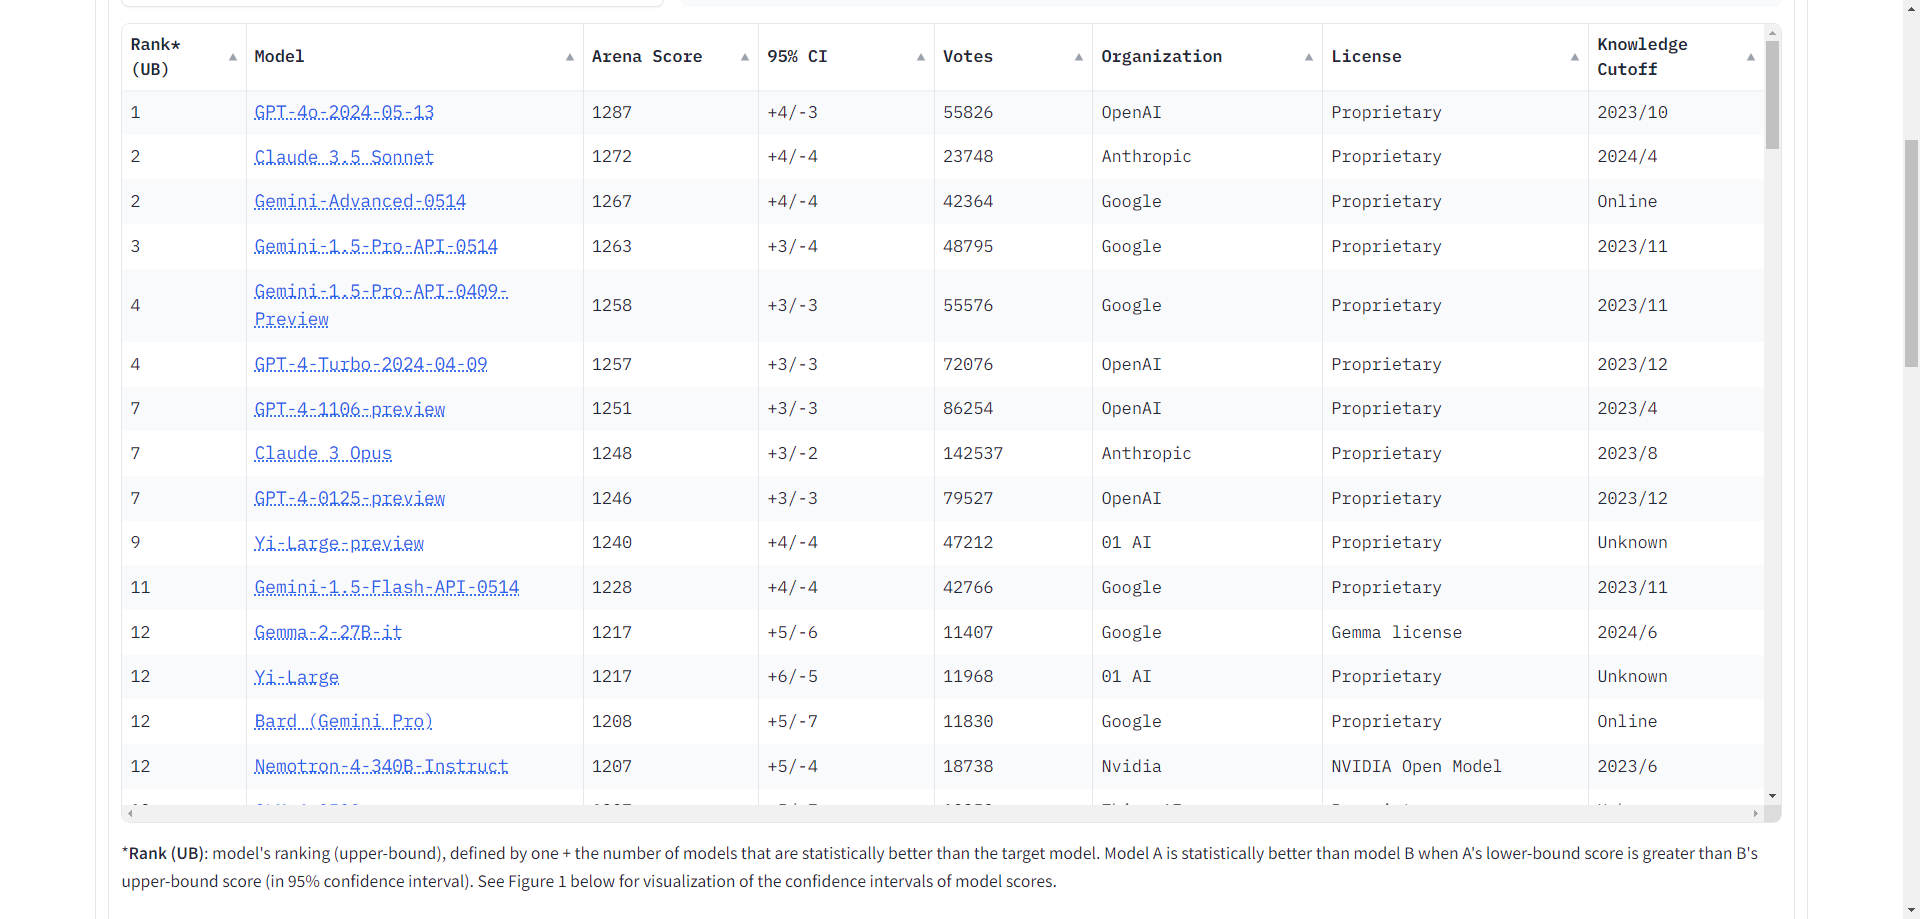 Rank* (UB) Model Arena Score 95% CI Votes Organization License Knowledge Cutoff
1 GPT-4o-2024-05-13 1287 +4/-3 55826 OpenAI Proprietary 2023/10
2 Claude 3.5 Sonnet 1272 +4/-4 23748 Anthropic Proprietary 2024/4
2 Gemini-Advanced-0514 1267 +4/-4 42364 Google Proprietary Online
3 Gemini-1.5-Pro-API-0514 1263 +3/-4 48795 Google Proprietary 2023/11
4 Gemini-1.5-Pro-API-0409-Preview 1258 +3/-3 55576 Google Proprietary 2023/11
4 GPT-4-Turbo-2024-04-09 1257 +3/-3 72076 OpenAI Proprietary 2023/12
7 GPT-4-1106-preview 1251 +3/-3 86254 OpenAI Proprietary 2023/4
7 Claude 3 Opus 1248 +3/-2 142537 Anthropic Proprietary 2023/8
7 GPT-4-0125-preview 1246 +3/-3 79527 OpenAI Proprietary 2023/12
9 Yi-Large-preview 1240 +4/-4 47212 01 AI Proprietary Unknown
11 Gemini-1.5-Flash-API-0514 1228 +4/-4 42766 Google Proprietary 2023/11
12 Gemma-2-27B-it 1217 +5/-6 11407 Google Gemma license 2024/6
12 Yi-Large 1217 +6/-5 11968 01 AI Proprietary Unknown
12 Bard (Gemini Pro) 1208 +5/-7 11830 Google Proprietary Online
12 Nemotron-4-340B-Instruct 1207 +5/-4 18738 Nvidia NVIDIA Open Model 2023/6
*Rank (UB): model's ranking (upper-bound), defined by one + the number of models that are statistically better than the target model. Model A is statistically better than model B when A's lower-bound score is greater than B's
upper-bound score (in 95% confidence interval). See Figure 1 below for visualization of the confidence intervals of model scores.